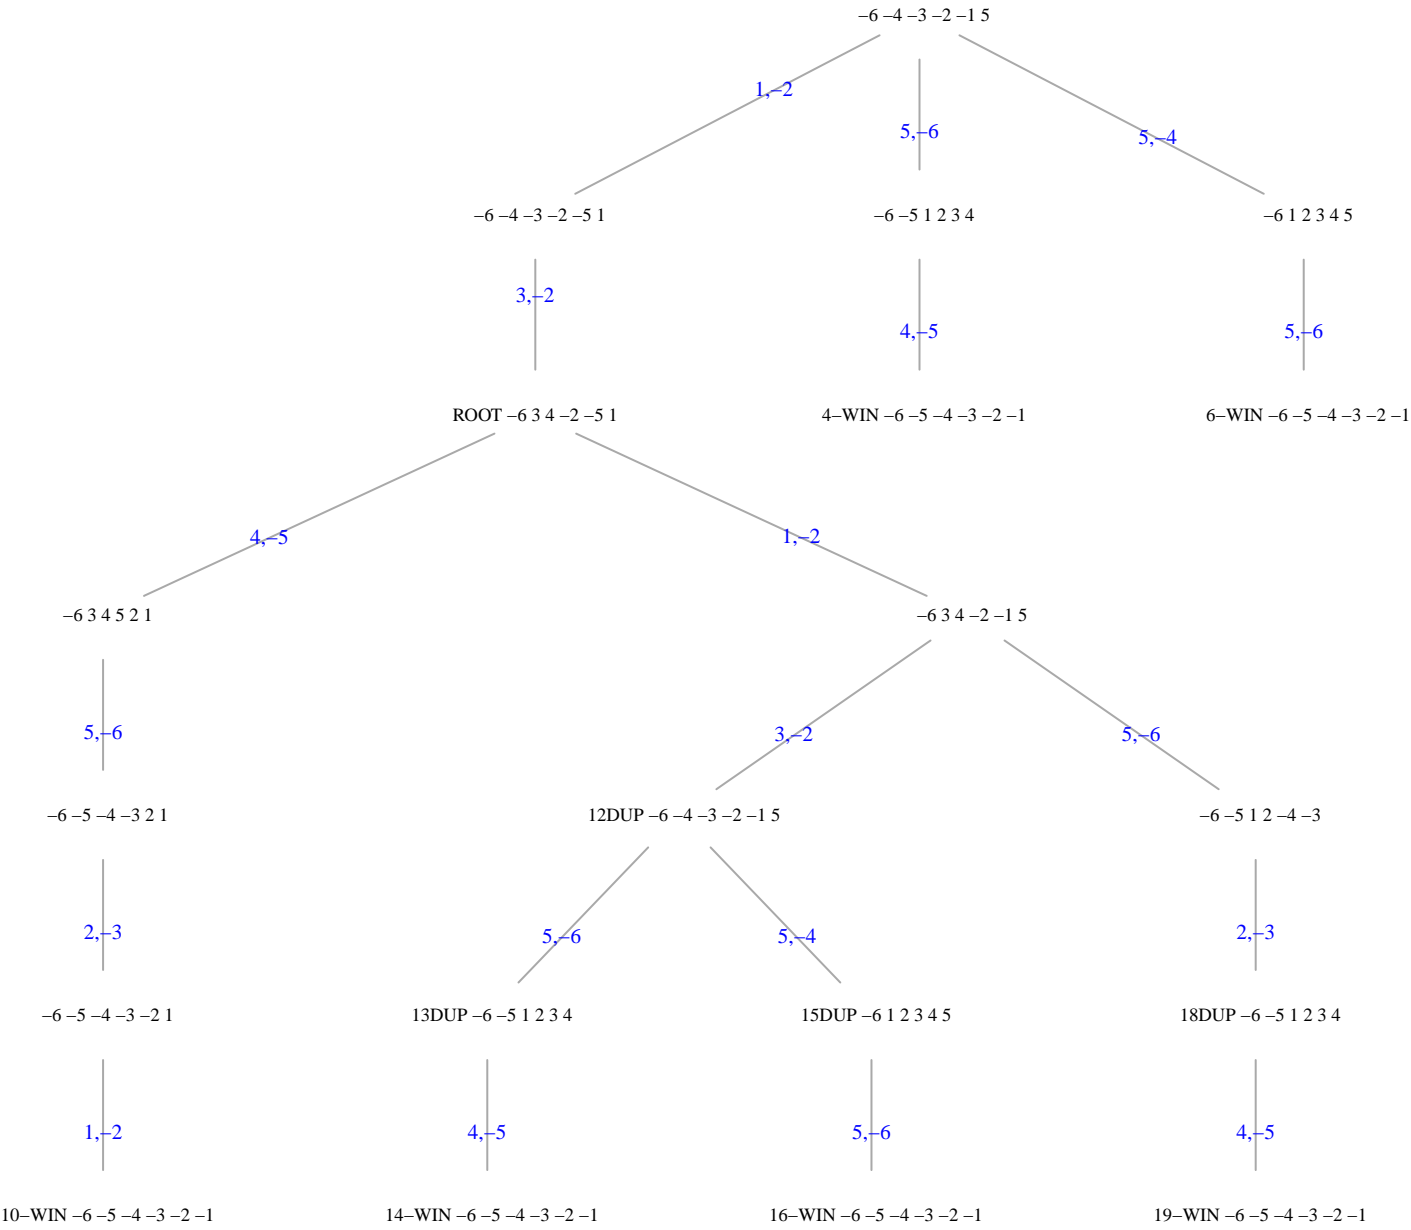 –6 –4 –3 –2 –1 5
1,–2
5,–6
5,–4
–6 –4 –3 –2 –5 1
–6 –5 1 2 3 4
–6 1 2 3 4 5
3,–2
4,–5
5,–6
ROOT –6 3 4 –2 –5 1
4–WIN –6 –5 –4 –3 –2 –1
6–WIN –6 –5 –4 –3 –2 –1
4,–5
1,–2
–6 3 4 5 2 1
–6 3 4 –2 –1 5
5,–6
3,–2
5,–6
–6 –5 –4 –3 2 1
12DUP –6 –4 –3 –2 –1 5
–6 –5 1 2 –4 –3
2,–3
5,–6
5,–4
2,–3
–6 –5 –4 –3 –2 1
13DUP –6 –5 1 2 3 4
15DUP –6 1 2 3 4 5
18DUP –6 –5 1 2 3 4
1,–2
4,–5
5,–6
4,–5
10–WIN –6 –5 –4 –3 –2 –1
14–WIN –6 –5 –4 –3 –2 –1
16–WIN –6 –5 –4 –3 –2 –1
19–WIN –6 –5 –4 –3 –2 –1